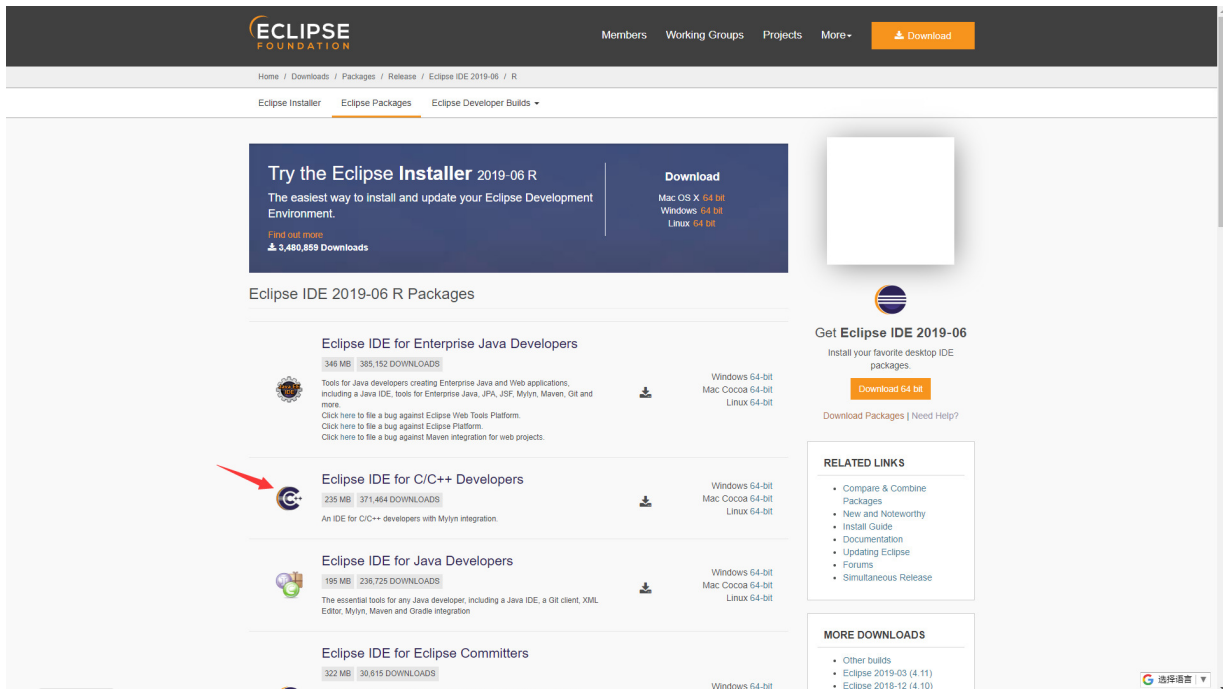 ECLIPSE
FOUNDATION
Members Working Groups Projects More Download
Home / Downloads / Packages / Release / Eclipse IDE 2019-06 / R
Eclipse Installer Eclipse Packages Eclipse Developer Builds
Try the Eclipse Installer 2019-06 R
The easiest way to install and update your Eclipse Development
Environment.
Find out more
3,480,859 Downloads
Download
Mac OS X 64 bit
Windows 64 bit
Linux 64 bit
Eclipse IDE 2019-06 R Packages
Eclipse IDE for Enterprise Java Developers
346 MB 385,152 DOWNLOADS
Tools for Java developers creating Enterprise Java and Web applications,
including a Java IDE, tools for Enterprise Java, JPA, JSF, Mylyn, Maven, Git and
more.
Click here to file a bug against Eclipse Web Tools Platform.
Click here to file a bug against Eclipse Platform.
Click here to file a bug against Maven integration for web projects.
Windows 64-bit
Mac Cocoa 64-bit
Linux 64-bit
Eclipse IDE for C/C++ Developers
235 MB 371,464 DOWNLOADS
An IDE for C/C++ developers with Mylyn integration.
Windows 64-bit
Mac Cocoa 64-bit
Linux 64-bit
Eclipse IDE for Java Developers
195 MB 236,725 DOWNLOADS
The essential tools for any Java developer, including a Java IDE, a Git client, XML
Editor, Mylyn, Maven and Gradle integration
Windows 64-bit
Mac Cocoa 64-bit
Linux 64-bit
Eclipse IDE for Eclipse Committers
322 MB 30,615 DOWNLOADS
Windows 64-bit
Get Eclipse IDE 2019-06
Install your favorite desktop IDE
packages.
Download 64 bit
Download Packages | Need Help?
RELATED LINKS
Compare & Combine
Packages
New and Noteworthy
Install Guide
Documentation
Updating Eclipse
Forums
Simultaneous Release
MORE DOWNLOADS
Other builds
Eclipse 2019-03 (4.11)
Eclipse 2018-12 (4.10)
选择语言